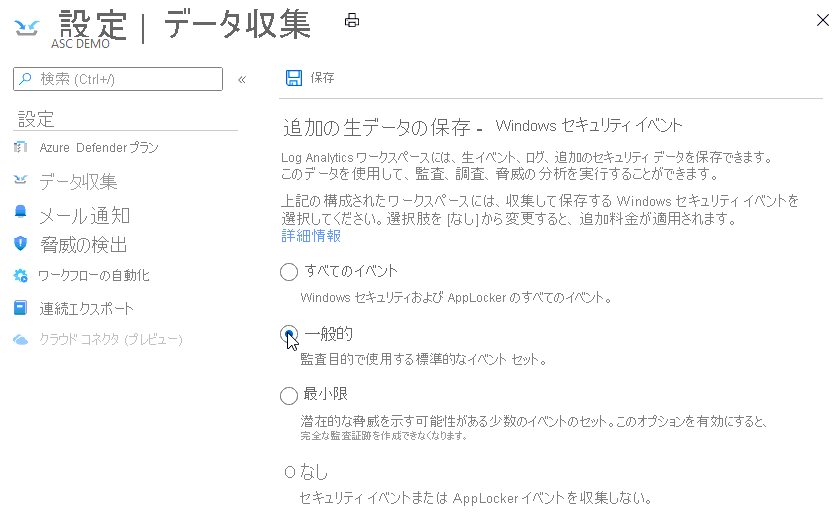 設定 | データ収集
ASC DEMO
検索 (Ctrl+/)
«
保存
設定
Azure Defender プラン
データ収集
メール通知
脅威の検出
ワークフローの自動化
連続エクスポート
クラウド コネクタ (プレビュー)
追加の生データの保存 - Windows セキュリティ イベント
Log Analytics ワークスペースには、生イベント、ログ、追加のセキュリティ データを保存できます。
このデータを使用して、監査、調査、脅威の分析を実行することができます。
上記の構成されたワークスペースには、収集して保存する Windows セキュリティ イベントを
選択してください。選択肢を [なし] から変更すると、追加料金が適用されます。
詳細情報
すべてのイベント
Windows セキュリティおよび AppLocker のすべてのイベント。
一般的
監査目的で使用する標準的なイベント セット。
最小限
潜在的な脅威を示す可能性がある少数のイベントのセット。このオプションを有効にすると、
完全な監査証跡を作成できなくなります。
なし
セキュリティ イベントまたは AppLocker イベントを収集しない。